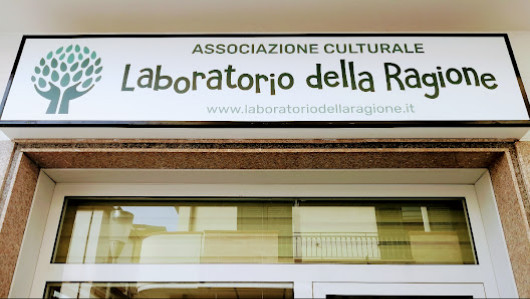 ASSOCIAZIONE CULTURALE
Laboratorio della Ragione
www.laboratoriodellaragione.it